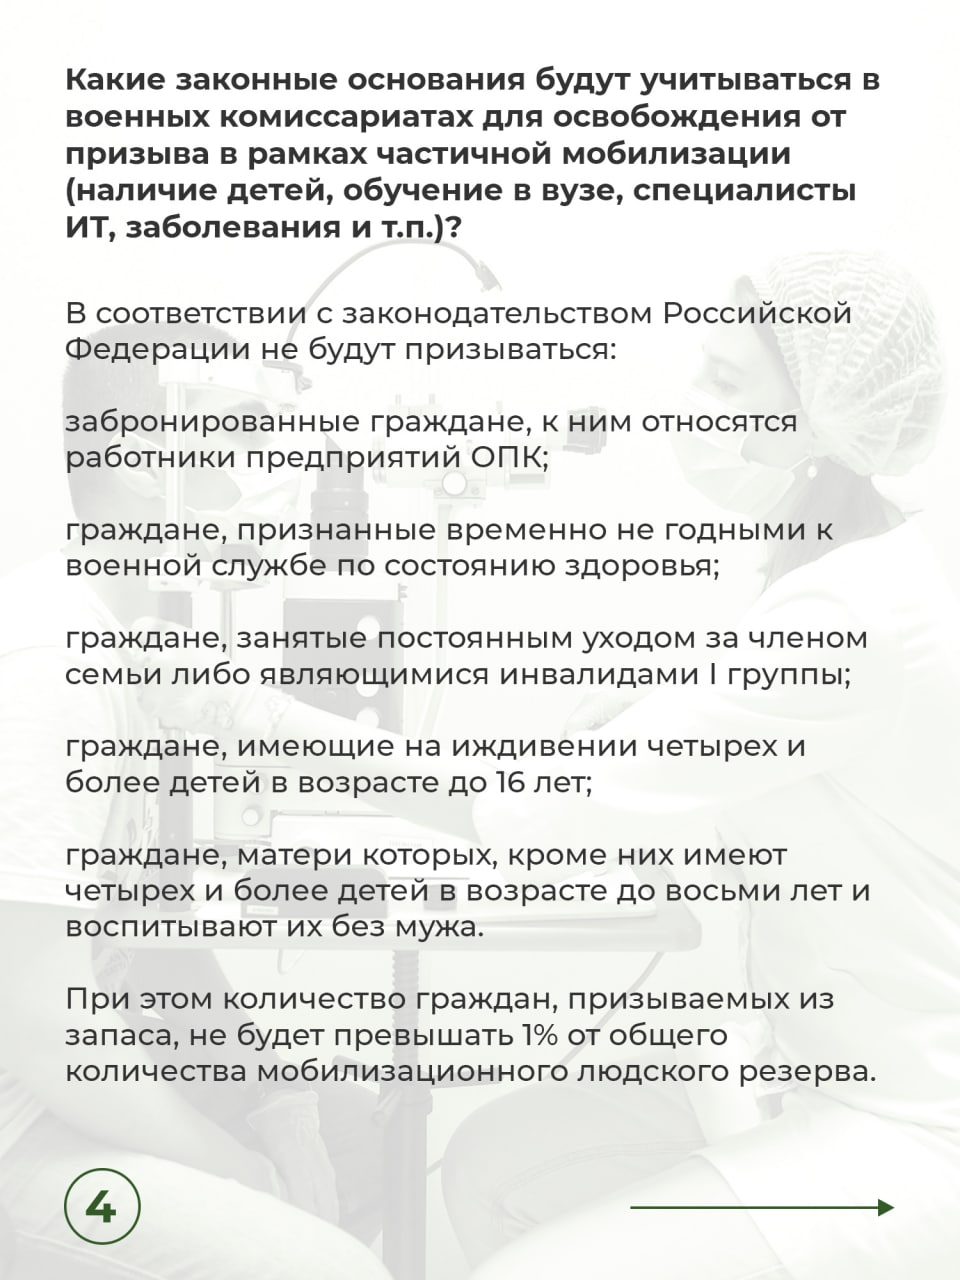 Какие законные основания будут учитываться в
военных комиссариатах для освобождения от
призыва в рамках частичной мобилизации
(наличие детей, обучение в вузе, специалисты
ИТ, заболевания и т.п.)?
В соответствии с законодательством Российской
Федерации не будут призываться:
забронированные граждане, к ним относятся
работники предприятий ОПК;
граждане, признанные временно не годными к
военной службе по состоянию здоровья;
граждане, занятые постоянным уходом за членом
семьи либо являющимися инвалидами I группы;
граждане, имеющие на иждивении четырех и
более детей в возрасте до 16 лет;
граждане, матери которых, кроме них имеют
четырех и более детей в возрасте до восьми лет и
воспитывают их без мужа.
При этом количество граждан, призываемых из
запаса, не будет превышать 1% от общего
количества мобилизационного людского резерва.
4